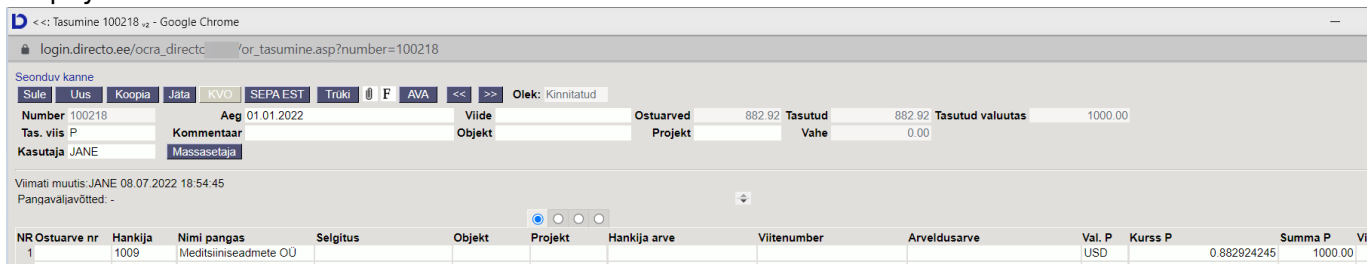 <<: Tasumine 100218 v2 - Google Chrome
login.directo.ee/ocra_directo /or_tasumine.asp?number=100218
Seonduv kanne
Sule Uus Koopia Jäta KVO SEPA EST Trüki F AVA << >> Olek: Kinnitatud
Number 100218 Aeg 01.01.2022 Viide Ostuarved 882.92 Tasutud 882.92 Tasutud valuutas 1000.00
Tas. viis P Kommentaar Objekt Projekt Vahe 0.00
Kasutaja JANE Massasetaja
Viimati muutis:JANE 08.07.2022 18:54:45
Pangaväljavõtted: -
NR Ostuarve nr Hankija Nimi pangas Selgitus Objekt Projekt Hankija arve Viitenumber Arveldusarve Val. P Kurss P Summa P
1 1009 Meditsiiniseadmete OÜ USD 0.882924245 1000.00